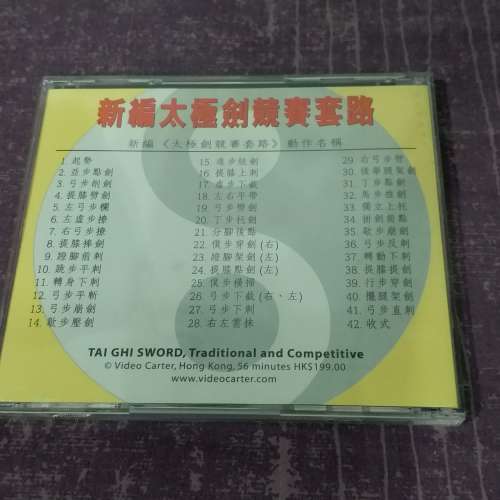 新編太極劍競賽套路
新編《太極劍競賽套路》動作名稱
1. 起勢
2. 並步點劍
3. 弓步削劍
4. 提膝劈劍
5. 左弓步欄
6. 左虛步撩
7. 右弓步撩
8. 提膝捧劍
9. 蹬腳前刺
10. 跳步平刺
11. 轉身下刺
12. 弓步平斬
13. 弓步崩劍
14. 歇步壓劍
15. 進步絞劍
16. 提膝上刺
17. 虛步下截
18. 左右平帶
19. 弓步劈劍
20. 丁步托劍
21. 分腳後點
22. 僕步穿劍(右)
23. 蹬腳架劍(左)
24. 提膝點劍(左)
25. 僕步橫掃
26. 弓步下截(右、左)
27. 弓步下刺
28. 右左雲抹
29. 右弓步劈
30. 後舉腿架劍
31. 丁步點劍
32. 馬步推劍
33. 獨立上托
34. 掛劍前點
35. 歇步崩劍
36. 弓步反刺
37. 轉身下刺
38. 提膝提劍
39. 行步穿劍
40. 擺腿架劍
41. 弓步直刺
42. 收式
TAI GHI SWORD, Traditional and Competitive
© Video Carter, Hong Kong, 56 minutes HK$199.00
www.videocarter.com